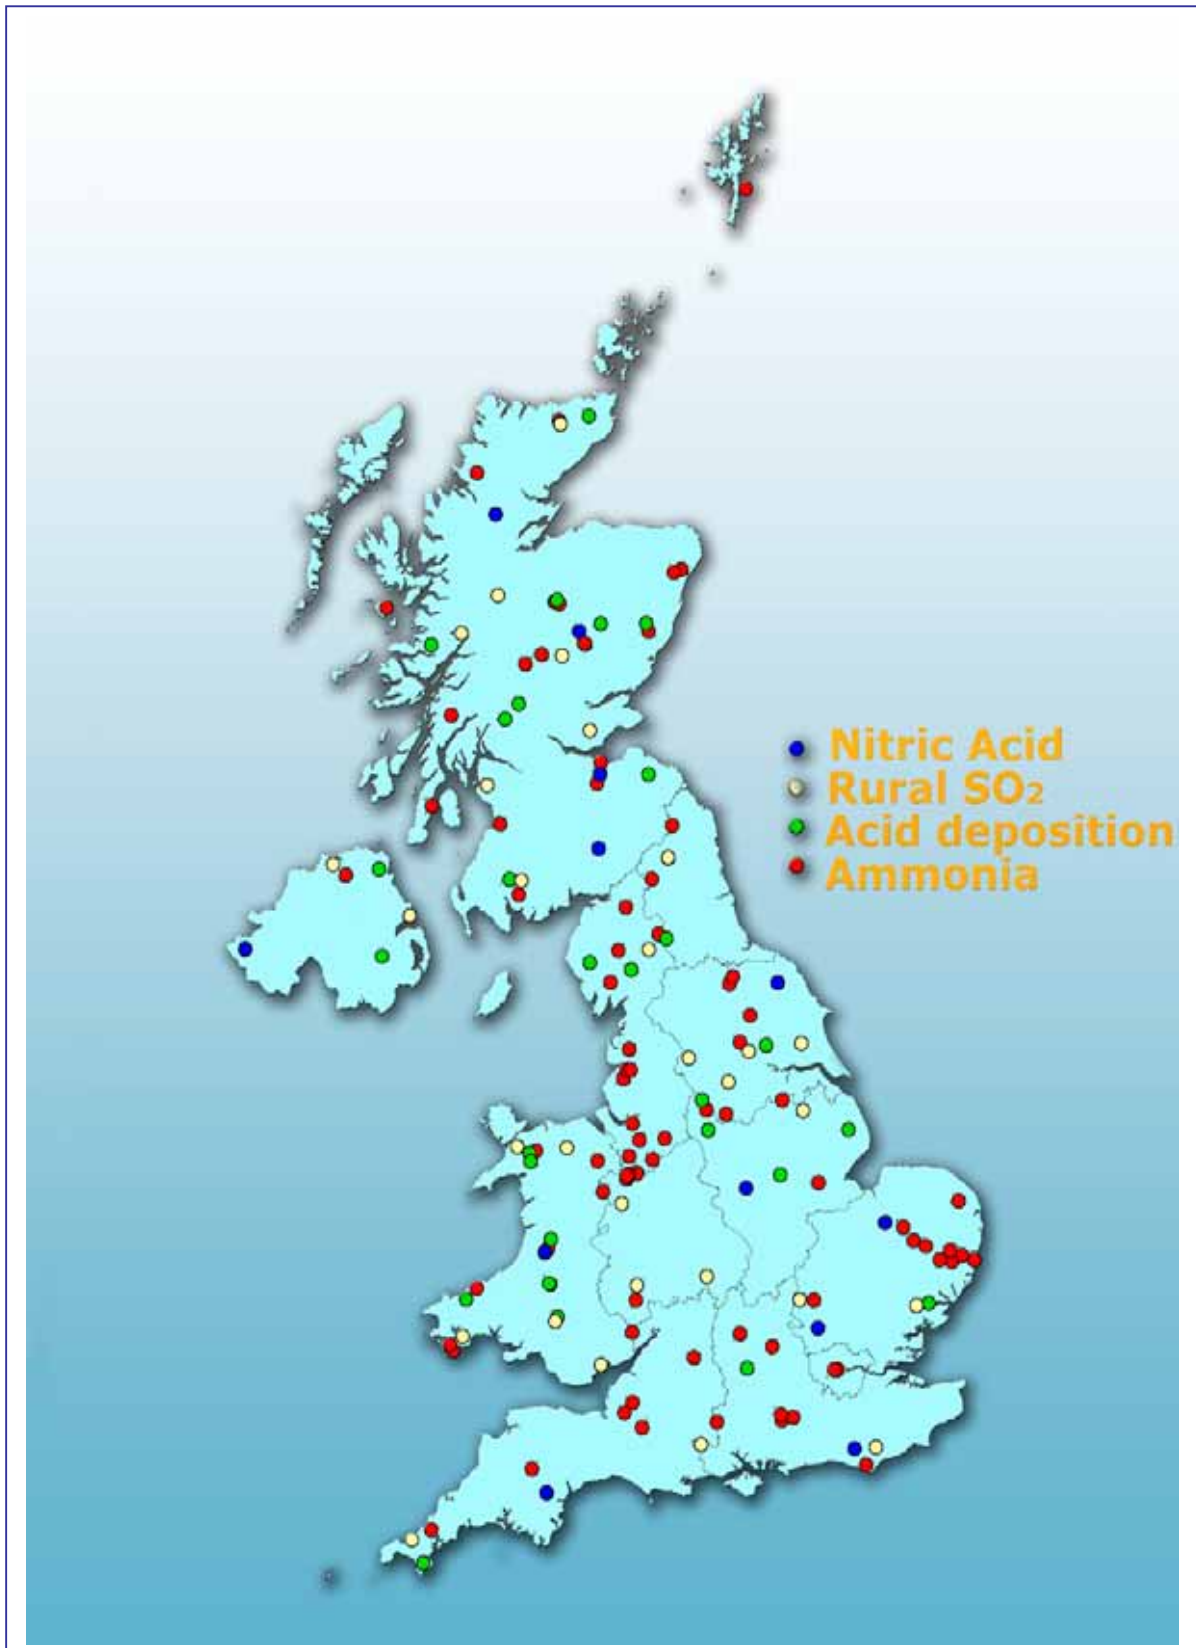 Nitric Acid
Rural SO₂
Acid deposition
Ammonia